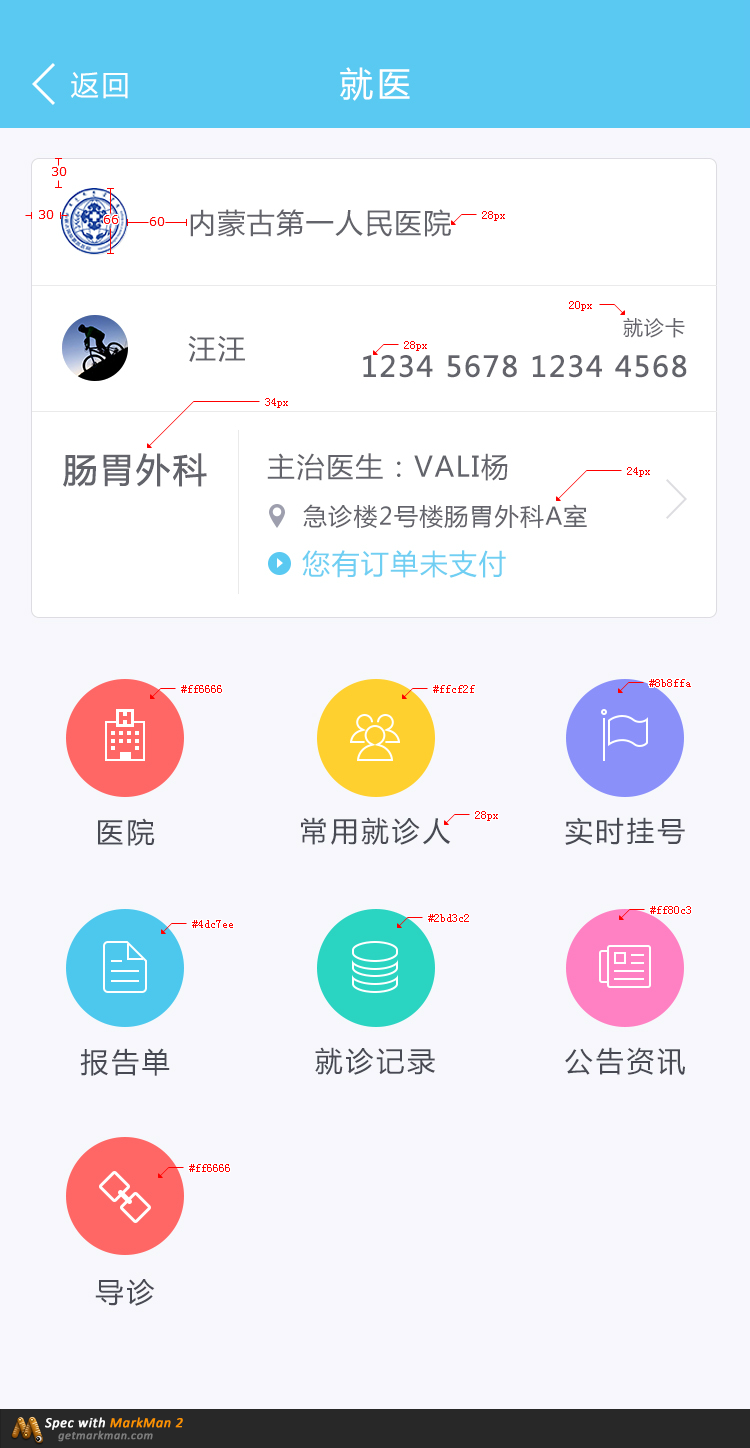 返回
就医
30
30
66
60
内蒙古第一人民医院
28px
汪汪
20px
就诊卡
28px
1234 5678 1234 4568
34px
肠胃外科
主治医生：VALI杨
24px
急诊楼2号楼肠胃外科A室
您有订单未支付
#ff6666
#ffcf2f
#8b8ffa
医院
常用就诊人
28px
实时挂号
#4dc7ee
#2bd3c2
#ff80c3
报告单
就诊记录
公告资讯
#ff6666
导诊
Spec with MarkMan 2
getmarkman.com